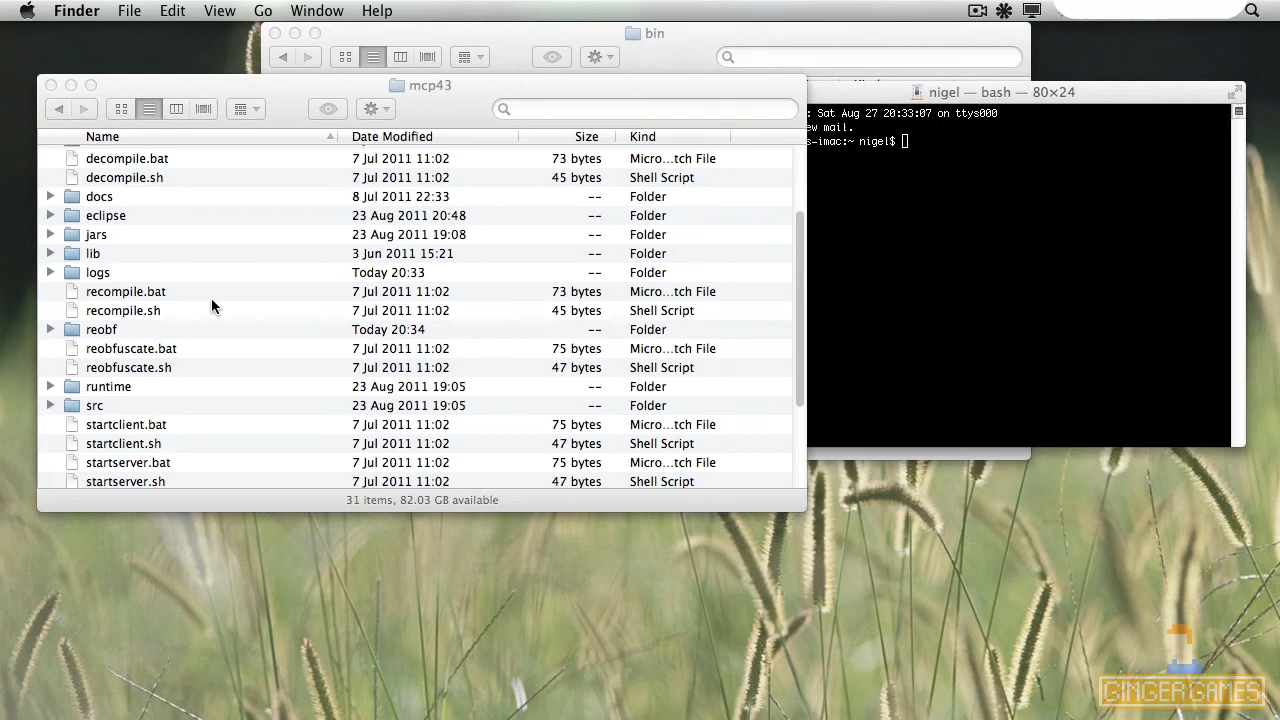 Finder File Edit View Go Window Help
bin
mcp43
Name Date Modified Size Kind
decompile.bat 7 Jul 2011 11:02 73 bytes Micro...tch File
decompile.sh 7 Jul 2011 11:02 45 bytes Shell Script
docs 8 Jul 2011 22:33 -- Folder
eclipse 23 Aug 2011 20:48 -- Folder
jars 23 Aug 2011 19:08 -- Folder
lib 3 Jun 2011 15:21 -- Folder
logs Today 20:33 -- Folder
recompile.bat 7 Jul 2011 11:02 73 bytes Micro...tch File
recompile.sh 7 Jul 2011 11:02 45 bytes Shell Script
reobf Today 20:34 -- Folder
reobfuscate.bat 7 Jul 2011 11:02 75 bytes Micro...tch File
reobfuscate.sh 7 Jul 2011 11:02 47 bytes Shell Script
runtime 23 Aug 2011 19:05 -- Folder
src 23 Aug 2011 19:05 -- Folder
startclient.bat 7 Jul 2011 11:02 75 bytes Micro...tch File
startclient.sh 7 Jul 2011 11:02 47 bytes Shell Script
startserver.bat 7 Jul 2011 11:02 75 bytes Micro...tch File
startserver.sh 7 Jul 2011 11:02 47 bytes Shell Script
31 items, 82.03 GB available
nigel — bash — 80×24
: Sat Aug 27 20:33:07 on ttys000
ew mail.
s-imac:~ nigel$
GINGER GAMES